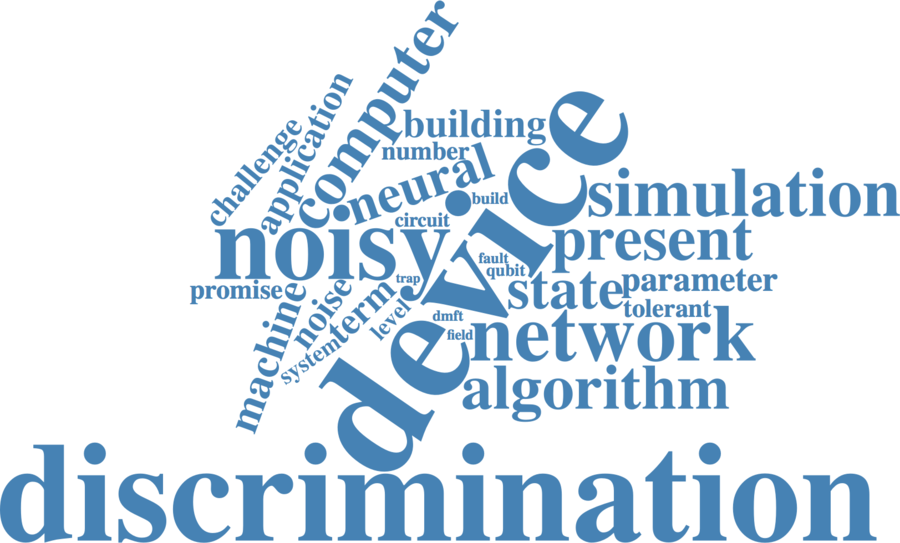 computer
application
challenge
building
number
device
neural
build
simulation
circuit
noisy
present
fault
qubit
trap
state
parameter
promise
tolerant
machine
noise
term
level
system
dmft
field
network
algorithm
discrimination